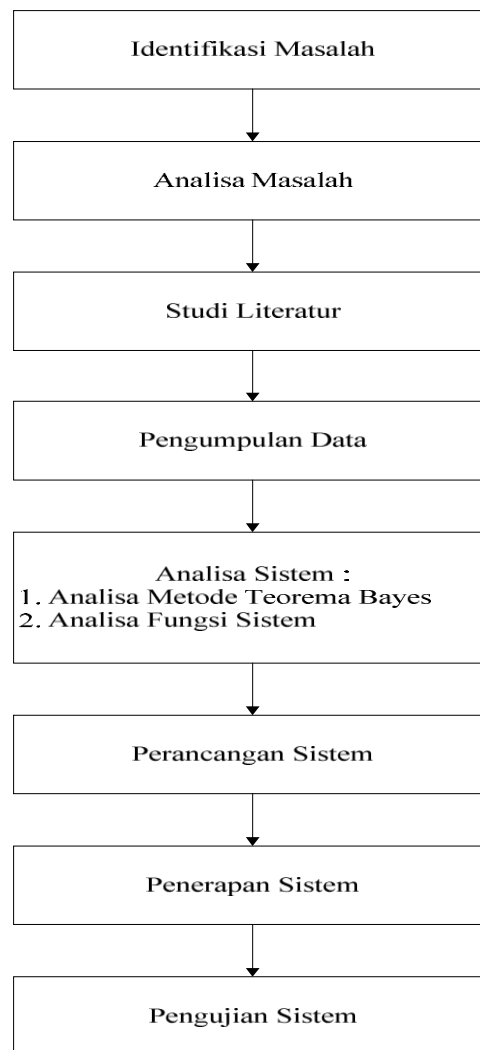 Identifikasi Masalah
Analisa Masalah
Studi Literatur
Pengumpulan Data
Analisa Sistem :
1. Analisa Metode Teorema Bayes
2. Analisa Fungsi Sistem
Perancangan Sistem
Penerapan Sistem
Pengujian Sistem